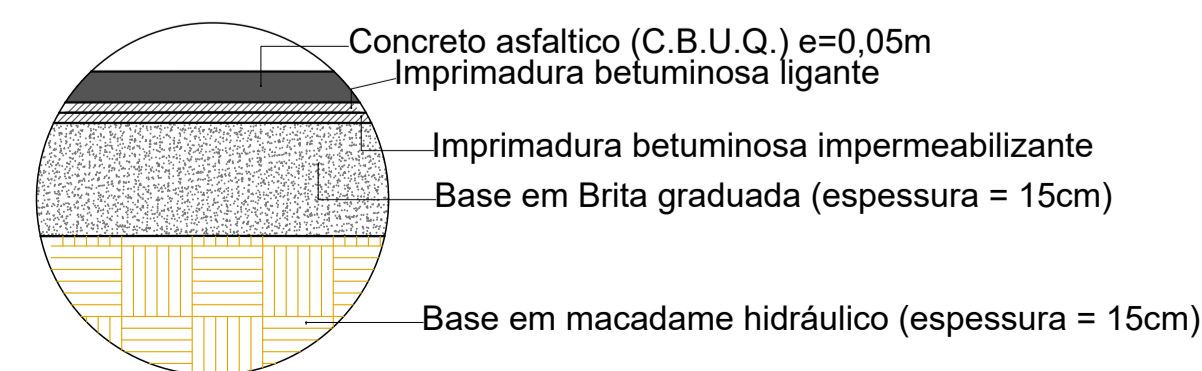 Concreto asfaltico (C.B.U.Q.) e=0,05m
Imprimadura betuminosa ligante
Imprimadura betuminosa impermeabilizante
Base em Brita graduada (espessura = 15cm)
Base em macadame hidráulico (espessura = 15cm)